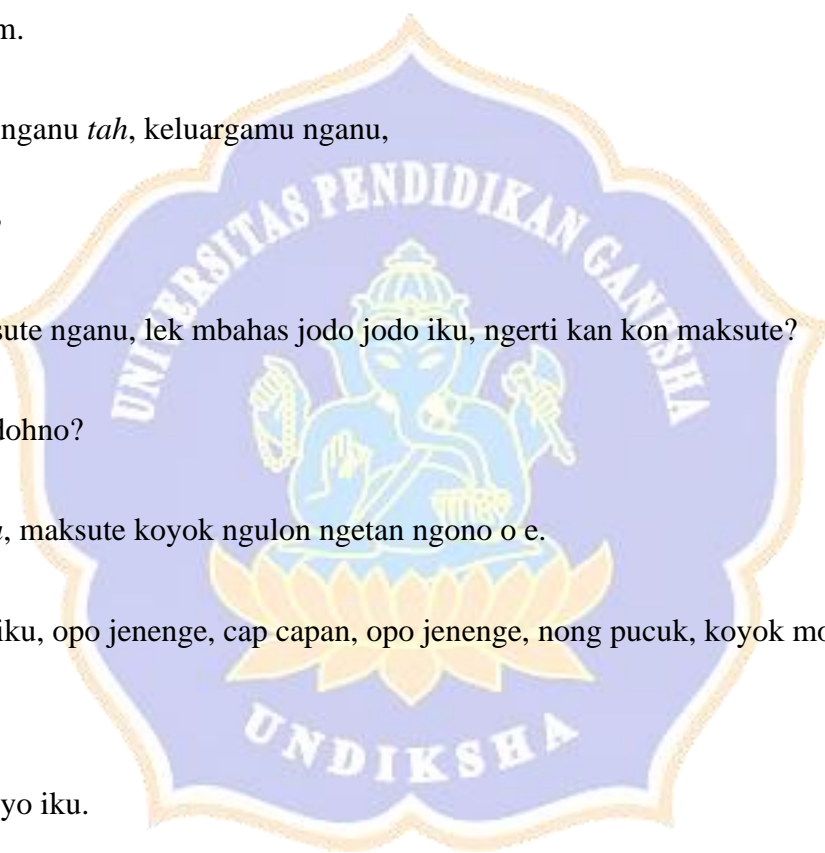 m.
nganu tah, keluargamu nganu,
UNIVERSITAS PENDIDIKAN GANESHA
sute nganu, lek mbahas jodo jodo iku, ngerti kan kon maksute?
dohno?
, maksute koyok ngulon ngetan ngono o e.
iku, opo jenenge, cap capan, opo jenenge, nong pucuk, koyok mo
UNDIKSHA
yo iku.